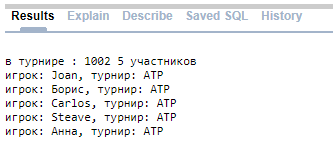 Results Explain Describe Saved SQL History
в турнире : 1002 5 участников
игрок: Joan, турнир: ATP
игрок: Борис, турнир: ATP
игрок: Carlos, турнир: ATP
игрок: Steave, турнир: ATP
игрок: Анна, турнир: ATP